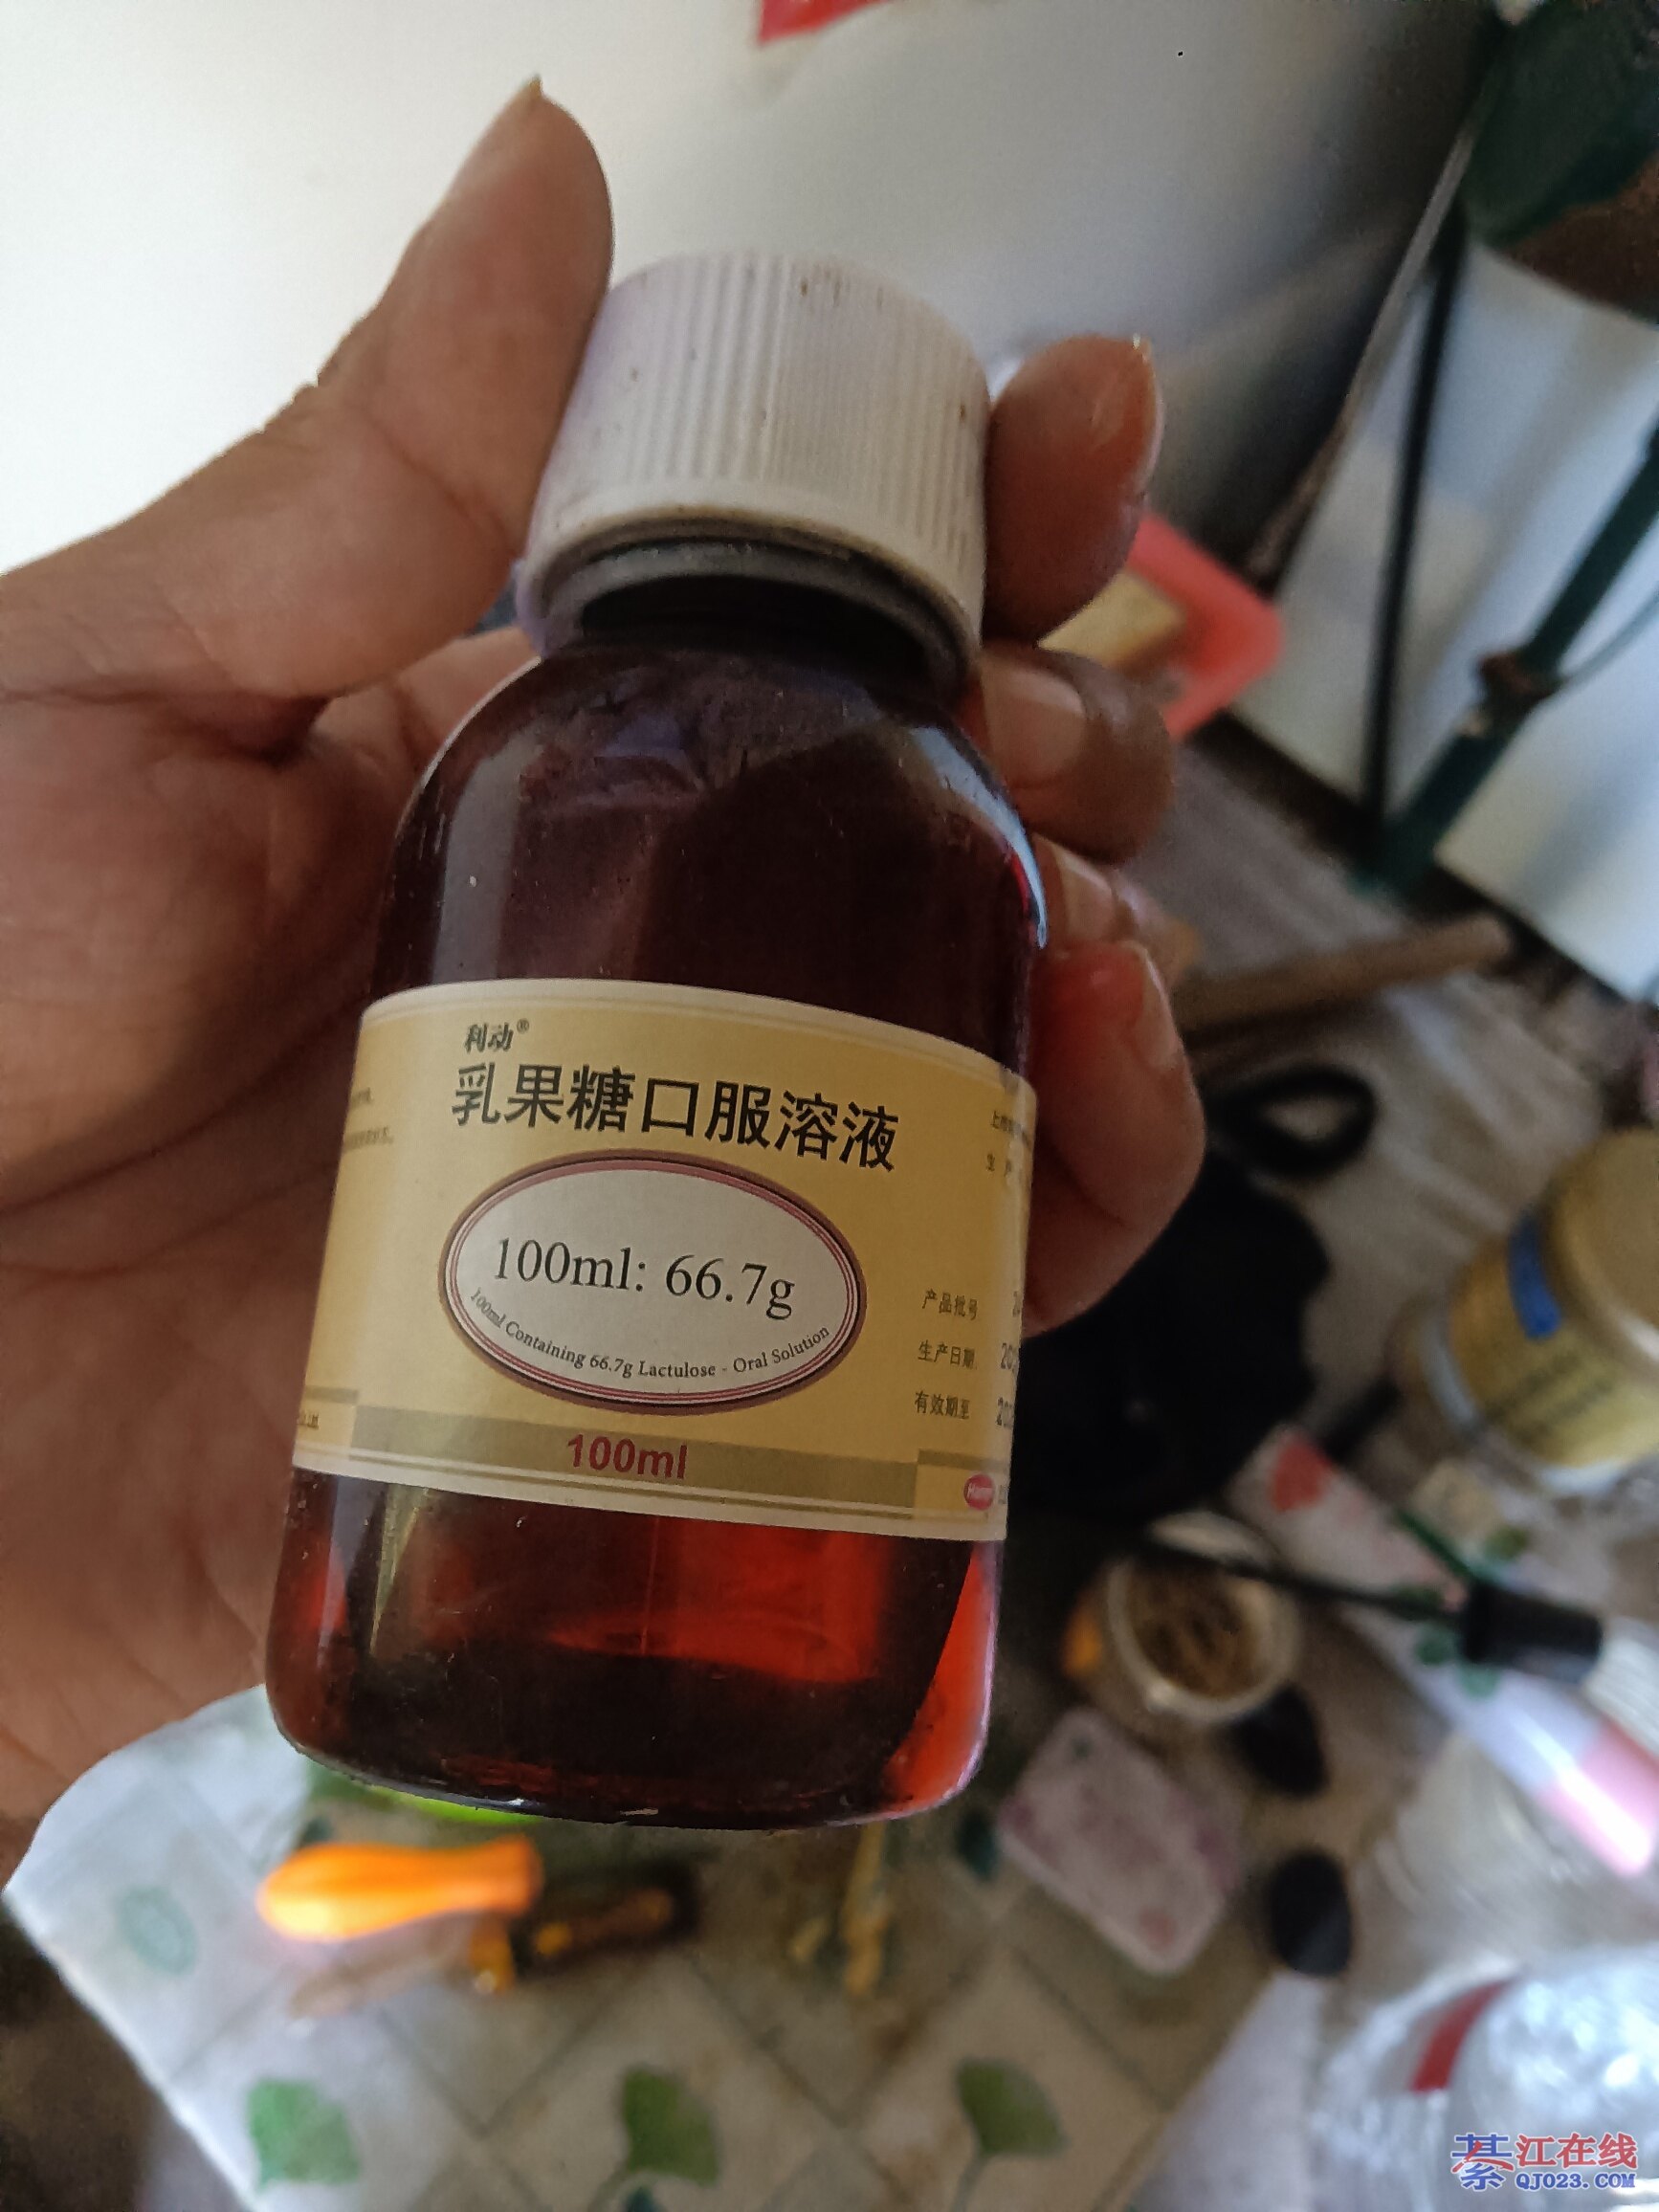 利动®
乳果糖口服溶液
100ml: 66.7g
100ml Containing 66.7g Lactulose - Oral Solution
100ml
产品批号
生产日期
有效期至
綦江在线
QJ023.COM